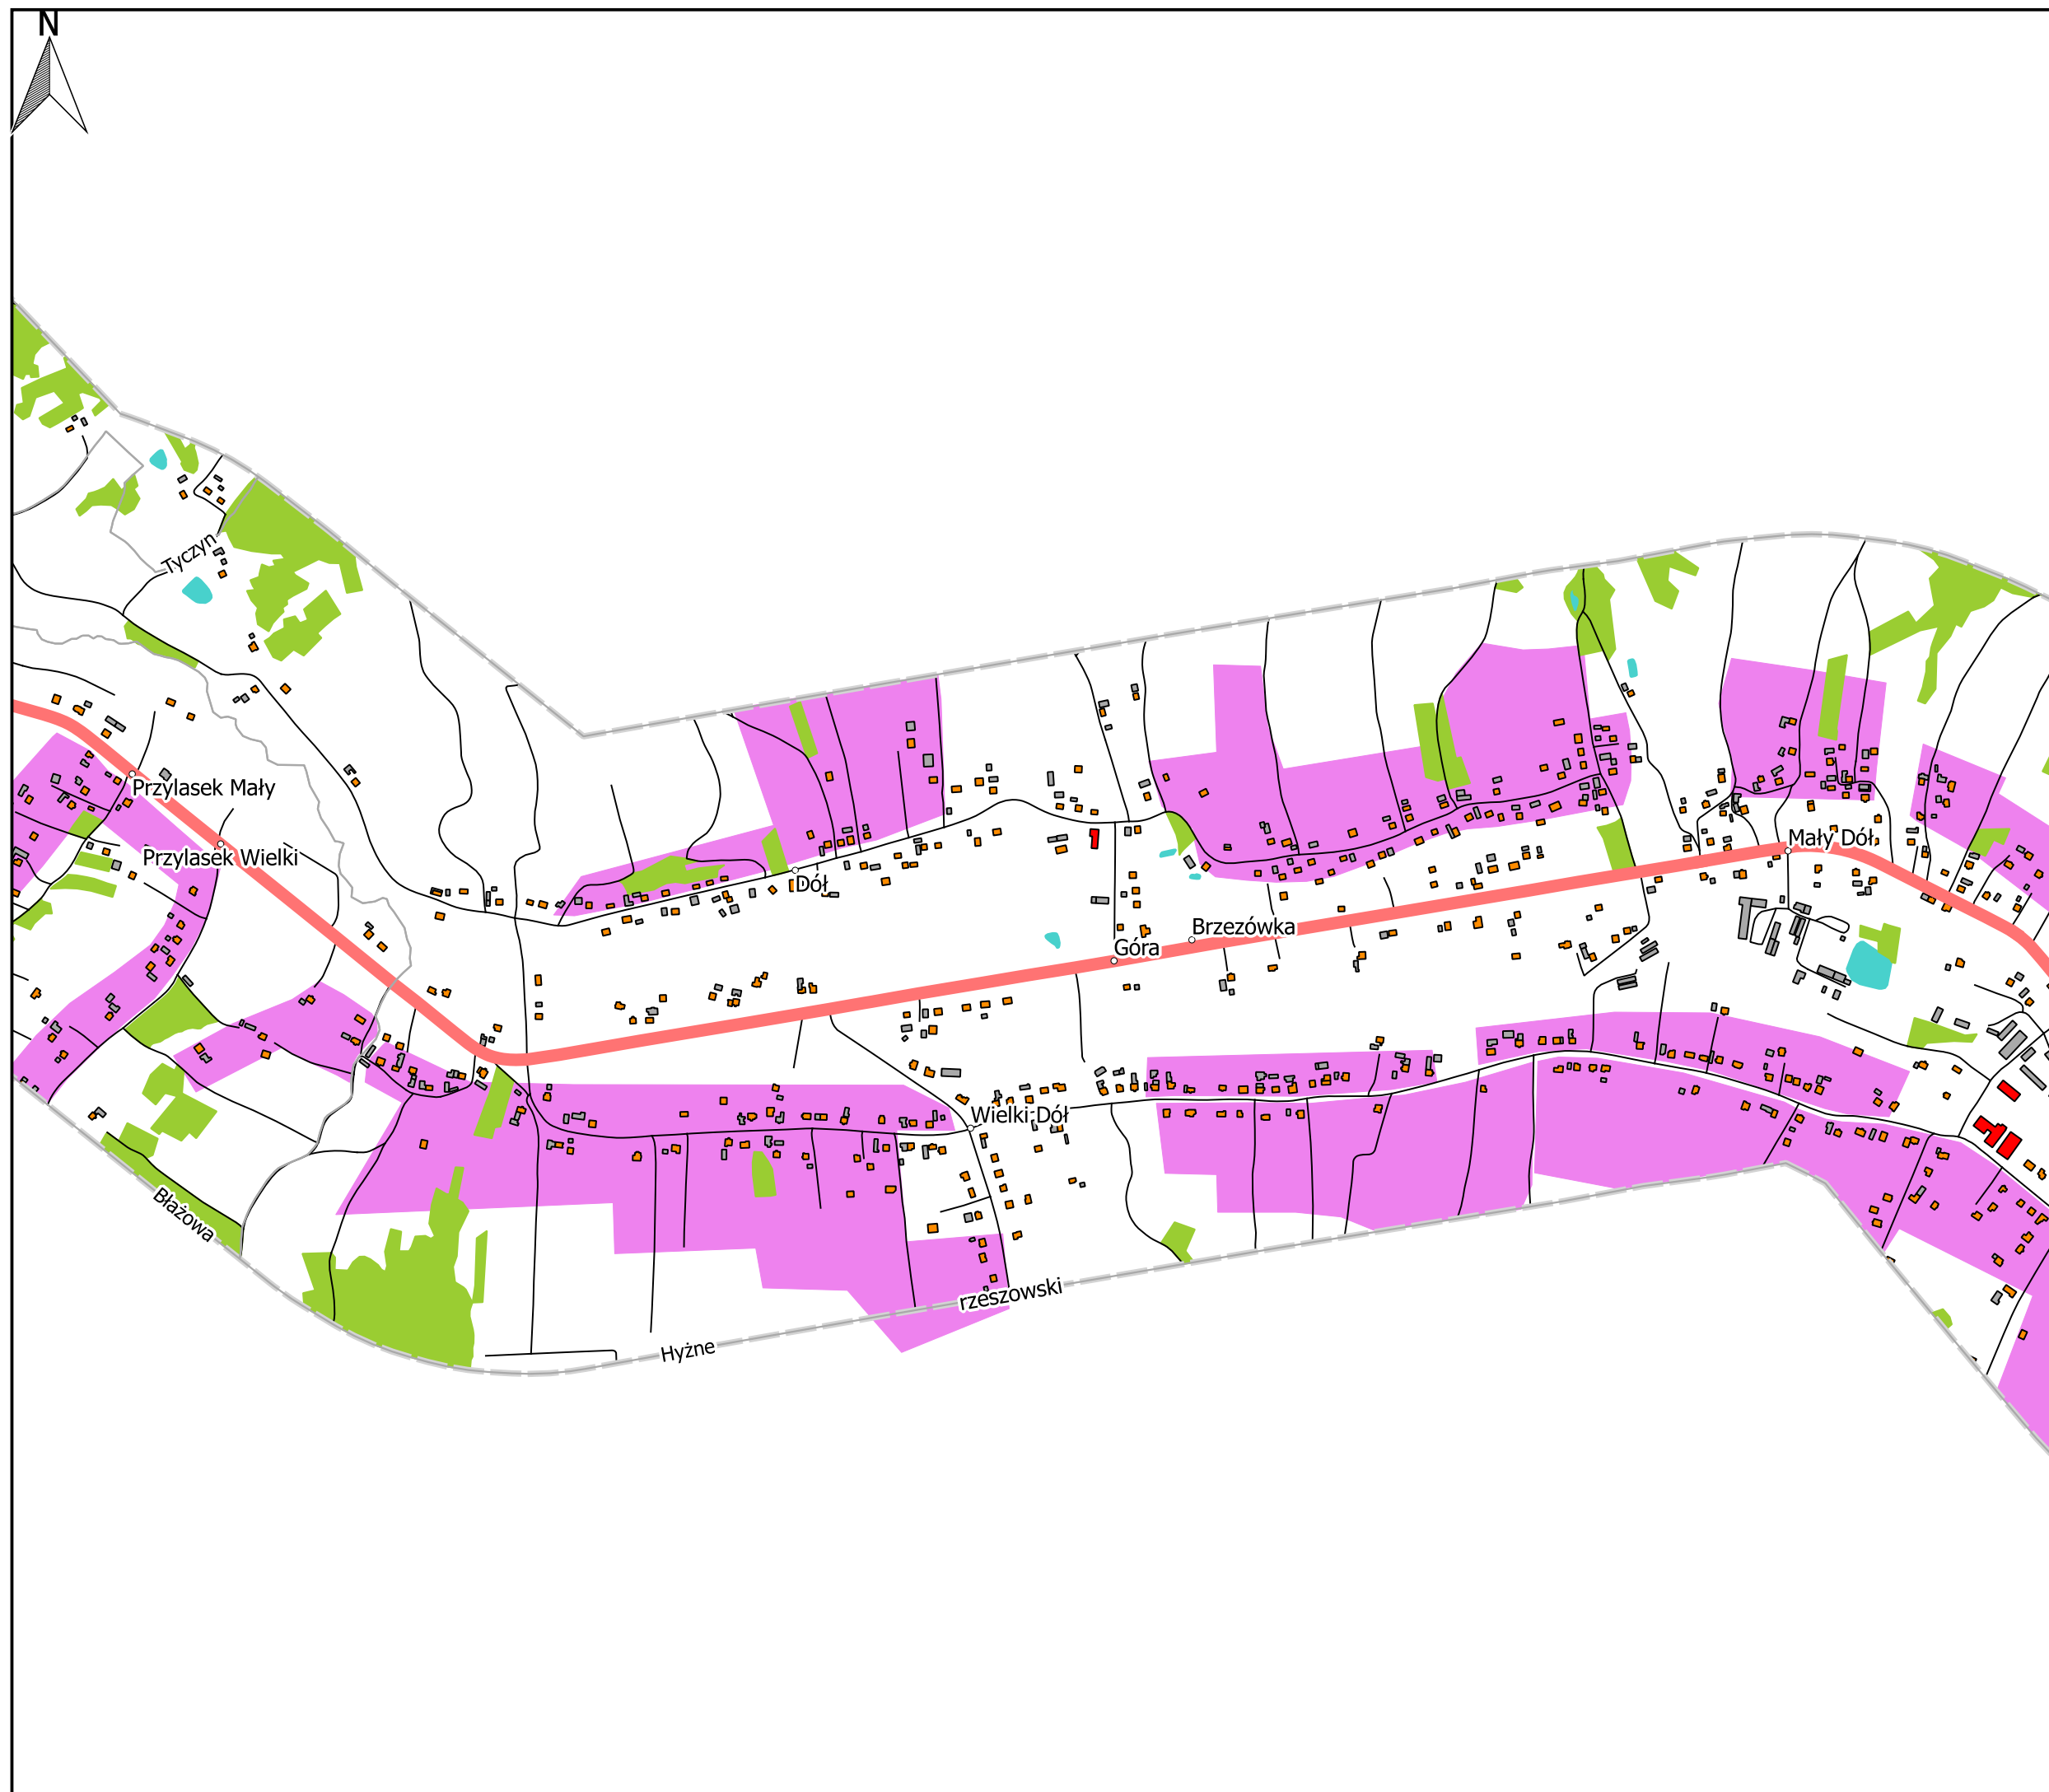 N
Tyczyn
Przylasek Mały
Mały Dół
Przylasek Wielki
Dół
Brzezówka
Góra
Wielki Dół
Błażowa
rzeszowski
Hyżne